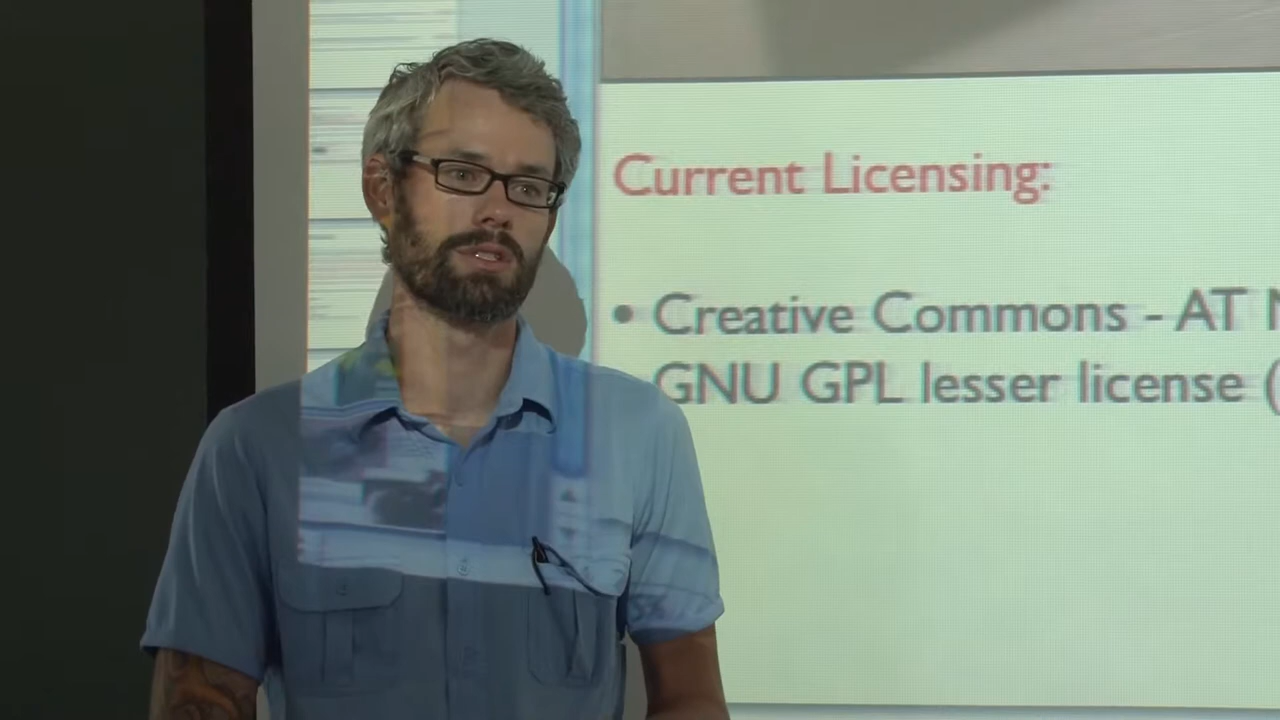 Current Licensing:
• Creative Commons - AT
GNU GPL lesser license (